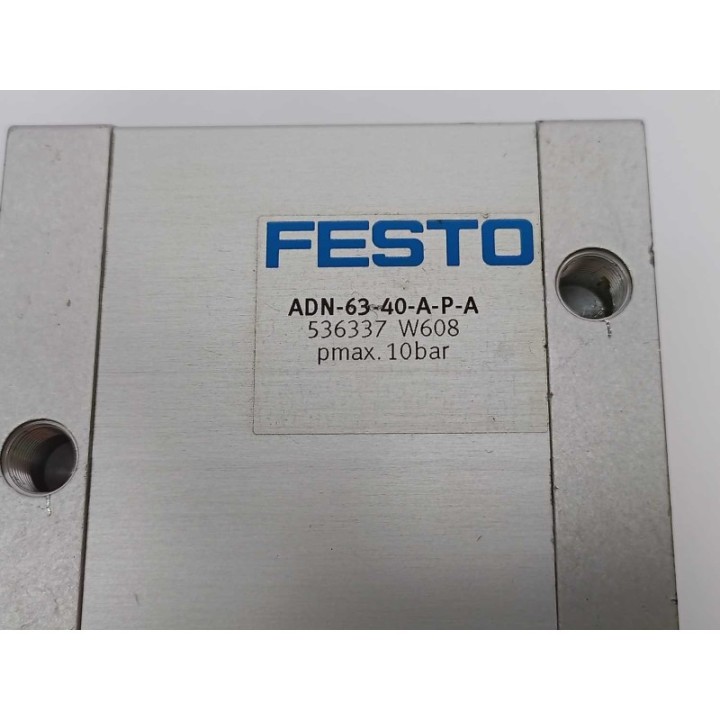 FESTO
ADN-63-40-A-P-A
536337 W608
pmax. 10bar